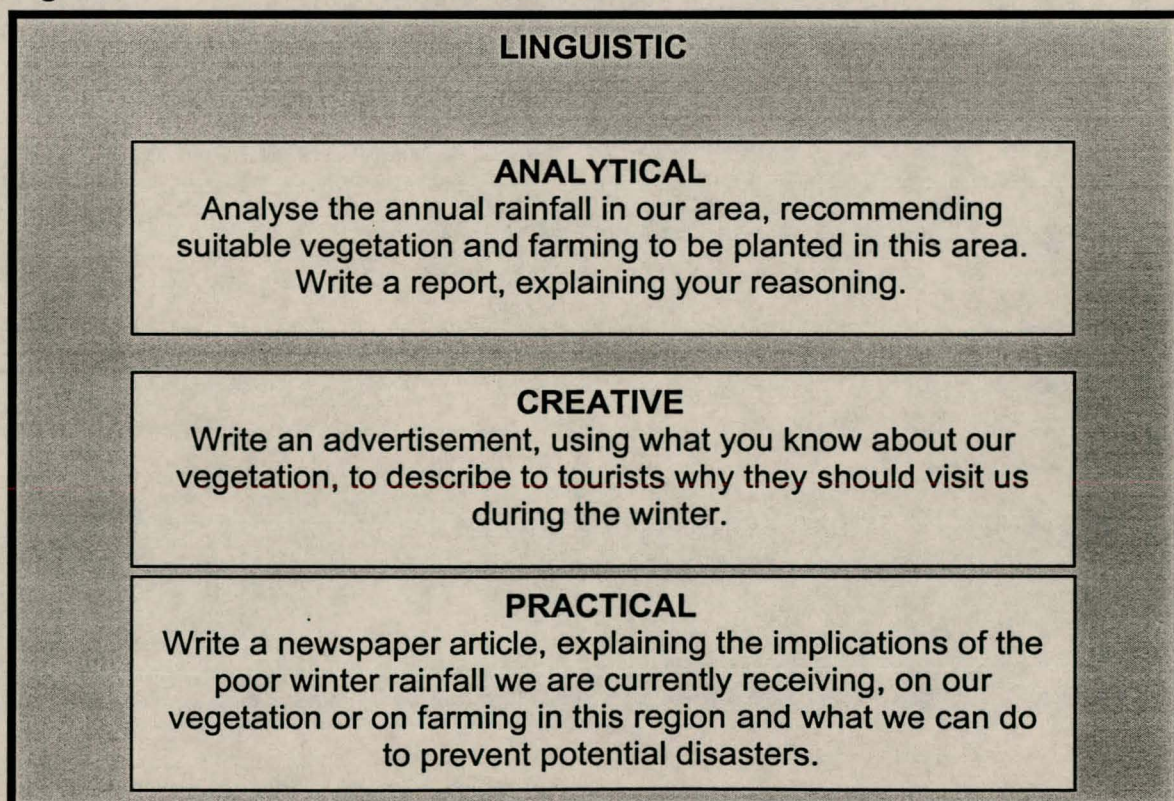 LINGUISTIC
ANALYTICAL
Analyse the annual rainfall in our area, recommending
suitable vegetation and farming to be planted in this area.
Write a report, explaining your reasoning.
CREATIVE
Write an advertisement, using what you know about our
vegetation, to describe to tourists why they should visit us
during the winter.
PRACTICAL
Write a newspaper article, explaining the implications of the
poor winter rainfall we are currently receiving, on our
vegetation or on farming in this region and what we can do
to prevent potential disasters.